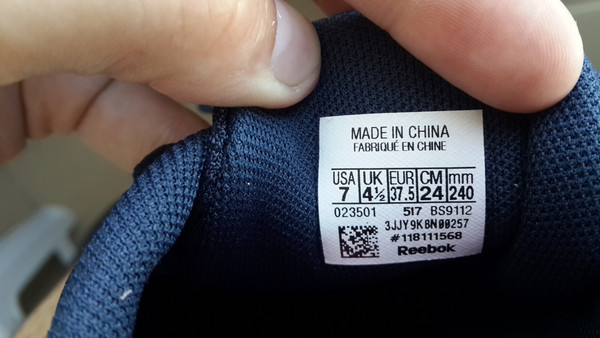 MADE IN CHINA
FABRIQUÉ EN CHINE
USA UK EUR CM mm
7 4½ 37.5 24 240
023501 517 BS9112
3JJY9K8N00257
#118111568
Reebok